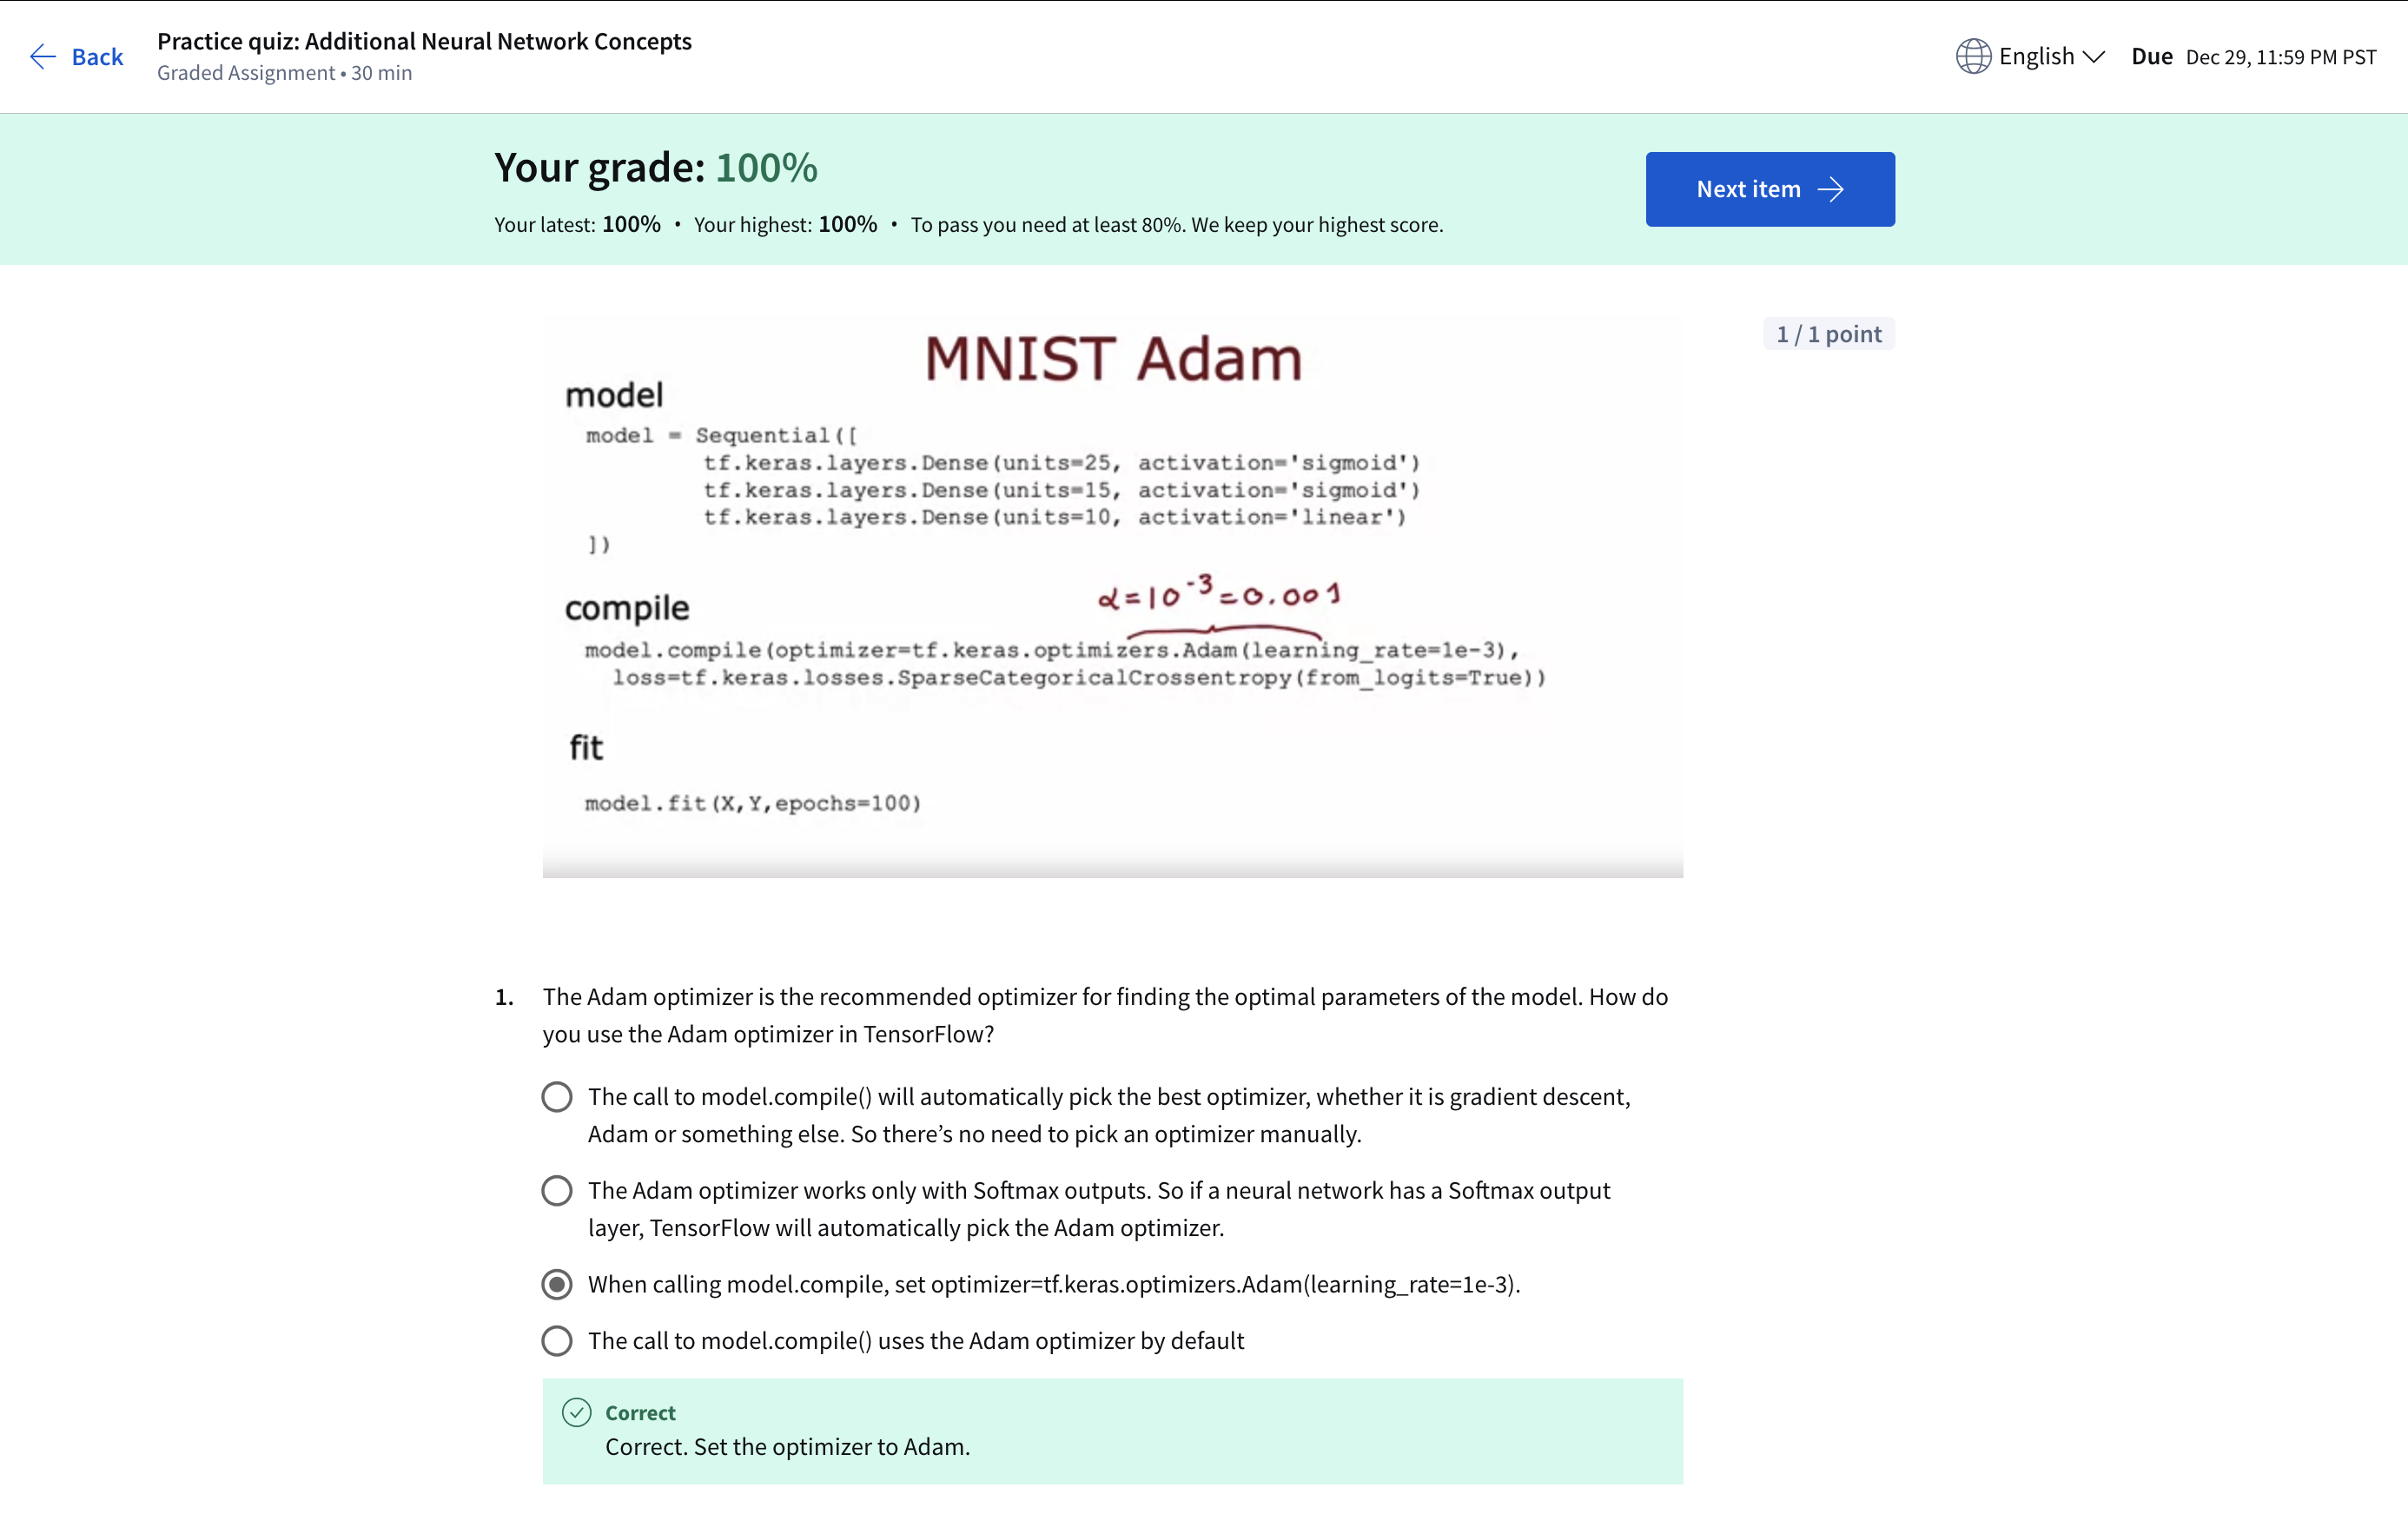 Back
Practice quiz: Additional Neural Network Concepts
Graded Assignment • 30 min
English
Due Dec 29, 11:59 PM PST
Your grade: 100%
Your latest: 100% • Your highest: 100% • To pass you need at least 80%. We keep your highest score.
Next item
1 / 1 point
MNIST Adam
model
model = Sequential([
tf.keras.layers.Dense(units=25, activation='sigmoid')
tf.keras.layers.Dense(units=15, activation='sigmoid')
tf.keras.layers.Dense(units=10, activation='linear')
])
α=10⁻³=0.001
compile
model.compile(optimizer=tf.keras.optimizers.Adam(learning_rate=1e-3),
loss=tf.keras.losses.SparseCategoricalCrossentropy(from_logits=True))
fit
model.fit(X,Y,epochs=100)
1. The Adam optimizer is the recommended optimizer for finding the optimal parameters of the model. How do
you use the Adam optimizer in TensorFlow?
The call to model.compile() will automatically pick the best optimizer, whether it is gradient descent,
Adam or something else. So there’s no need to pick an optimizer manually.
The Adam optimizer works only with Softmax outputs. So if a neural network has a Softmax output
layer, TensorFlow will automatically pick the Adam optimizer.
When calling model.compile, set optimizer=tf.keras.optimizers.Adam(learning_rate=1e-3).
The call to model.compile() uses the Adam optimizer by default
Correct
Correct. Set the optimizer to Adam.